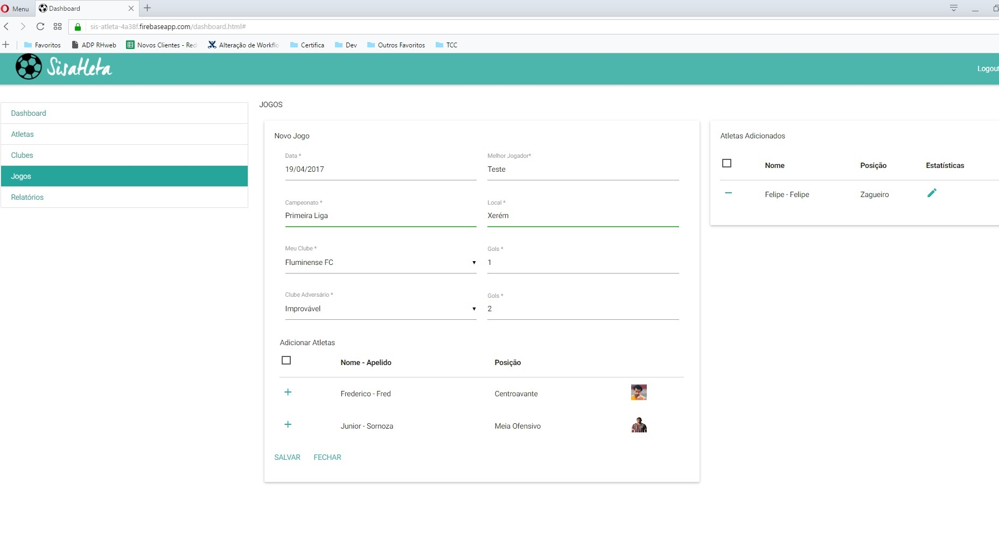 Menu
Dashboard
sis-atleta-4a38f.firebaseapp.com/dashboard.html#
Favoritos ADP RHweb Novos Clientes - Red Alteração de Workflo Certifica Dev Outros Favoritos TCC
Sisatleta
Logout
Dashboard
Atletas
Clubes
Jogos
Relatórios
JOGOS
Novo Jogo
Data * Melhor Jogador*
19/04/2017 Teste
Campeonato * Local *
Primeira Liga Xerém
Meu Clube * Gols *
Fluminense FC 1
Clube Adversário * Gols *
Improvável 2
Adicionar Atletas
Nome - Apelido Posição
Frederico - Fred Centroavante
Junior - Sornoza Meia Ofensivo
SALVAR FECHAR
Atletas Adicionados
Nome Posição Estatísticas
Felipe - Felipe Zagueiro